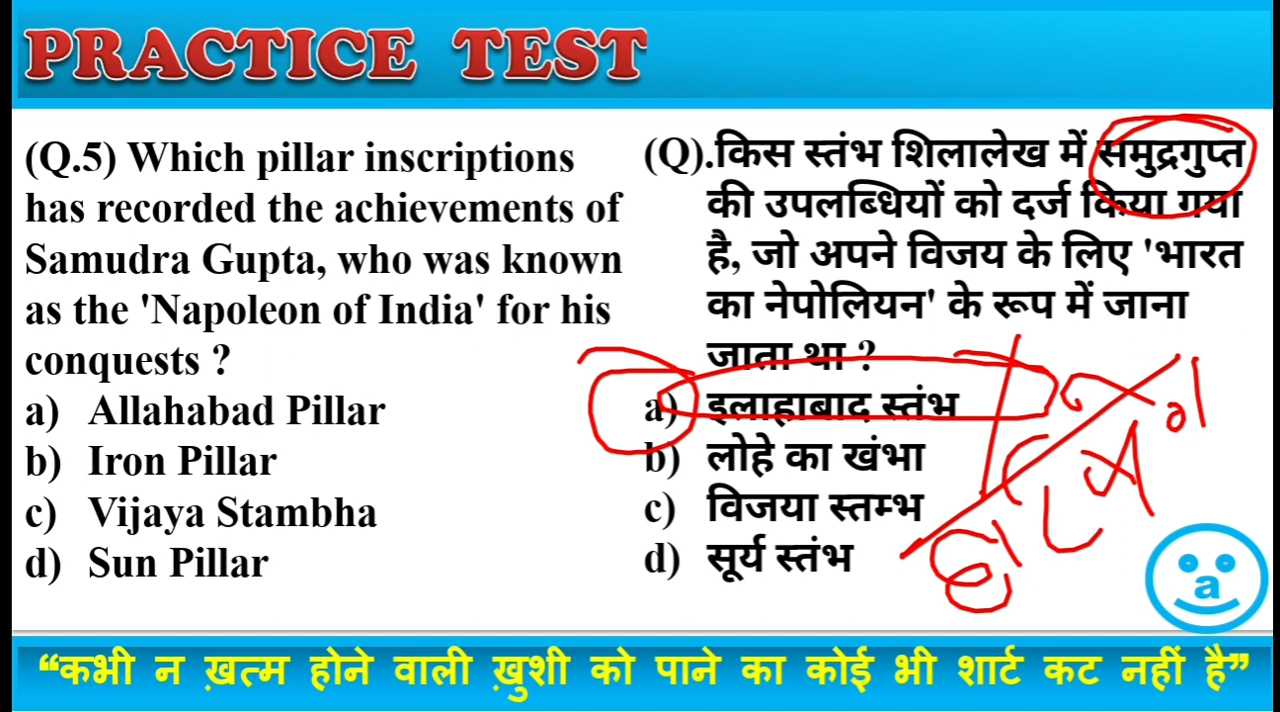 PRACTICE TEST
(Q.5) Which pillar inscriptions
has recorded the achievements of
Samudra Gupta, who was known
as the 'Napoleon of India' for his
conquests ?
a) Allahabad Pillar
b) Iron Pillar
c) Vijaya Stambha
d) Sun Pillar
(Q).किस स्तंभ शिलालेख में समुद्रगुप्त
की उपलब्धियों को दर्ज किया गया
है, जो अपने विजय के लिए 'भारत
का नेपोलियन' के रूप में जाना
जाता था ?
a) इलाहाबाद स्तंभ
b) लोहे का खंभा
c) विजया स्तम्भ
d) सूर्य स्तंभ
a
“कभी न ख़त्म होने वाली ख़ुशी को पाने का कोई भी शार्ट कट नहीं है”